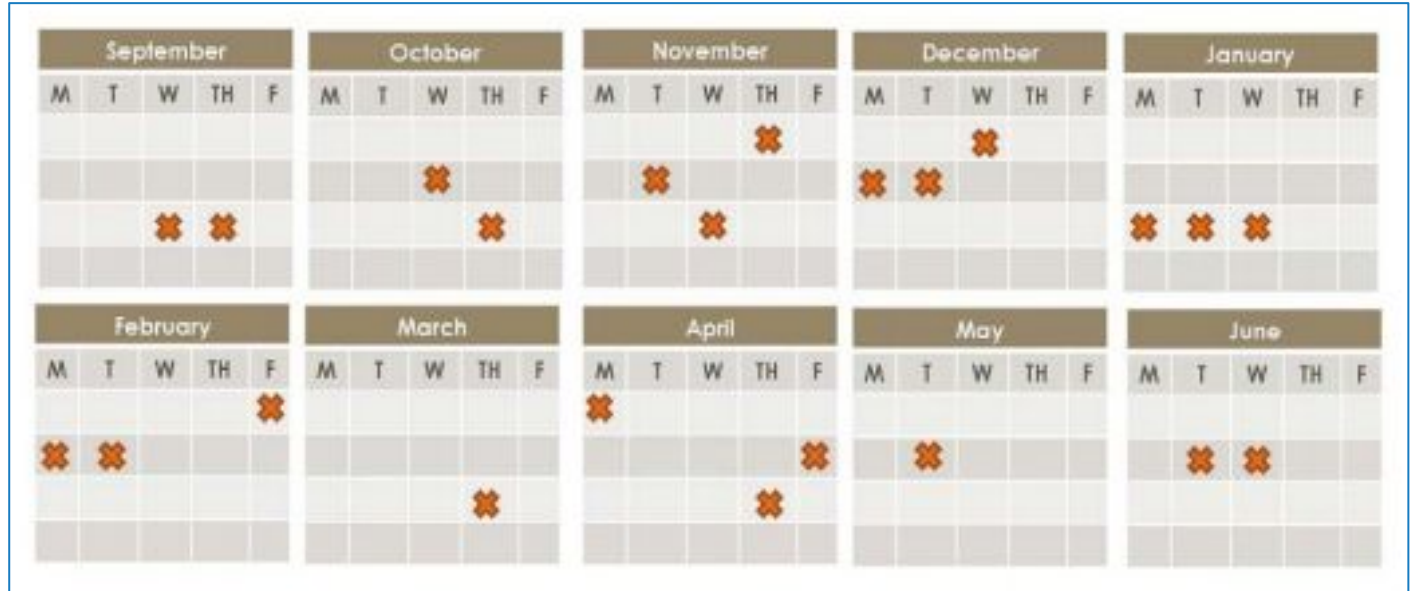 September October November December January
M T W TH F M T W TH F M T W TH F M T W TH F M T W TH F
February March April May June
M T W TH F M T W TH F M T W TH F M T W TH F M T W TH F